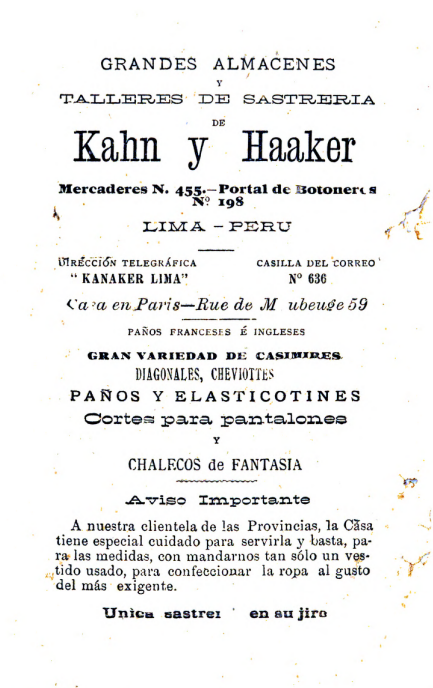 GRANDES ALMACENES
Y
TALLERES DE SASTRERIA
DE
Kahn y Haaker
Mercaderes N. 455.—Portal de Botoneres
Nº 198
LIMA – PERU
DIRECCIÓN TELEGRÁFICA CASILLA DEL CORREO
"KANAKER LIMA" Nº 636
Casa en Paris—Rue de M ubeuge 59
PAÑOS FRANCESES É INGLESES
GRAN VARIEDAD DE CASIMIRES
DIAGONALES, CHEVIOTTES
PAÑOS Y ELASTICOTINES
Cortes para pantalones
Y
CHALECOS de FANTASIA
Aviso Importante
A nuestra clientela de las Provincias, la Casa
tiene especial cuidado para servirla y basta, pa-
ra las medidas, con mandarnos tan sólo un ves-
tido usado, para confeccionar la ropa al gusto
del más exigente.
Unica sastrer en su jiro